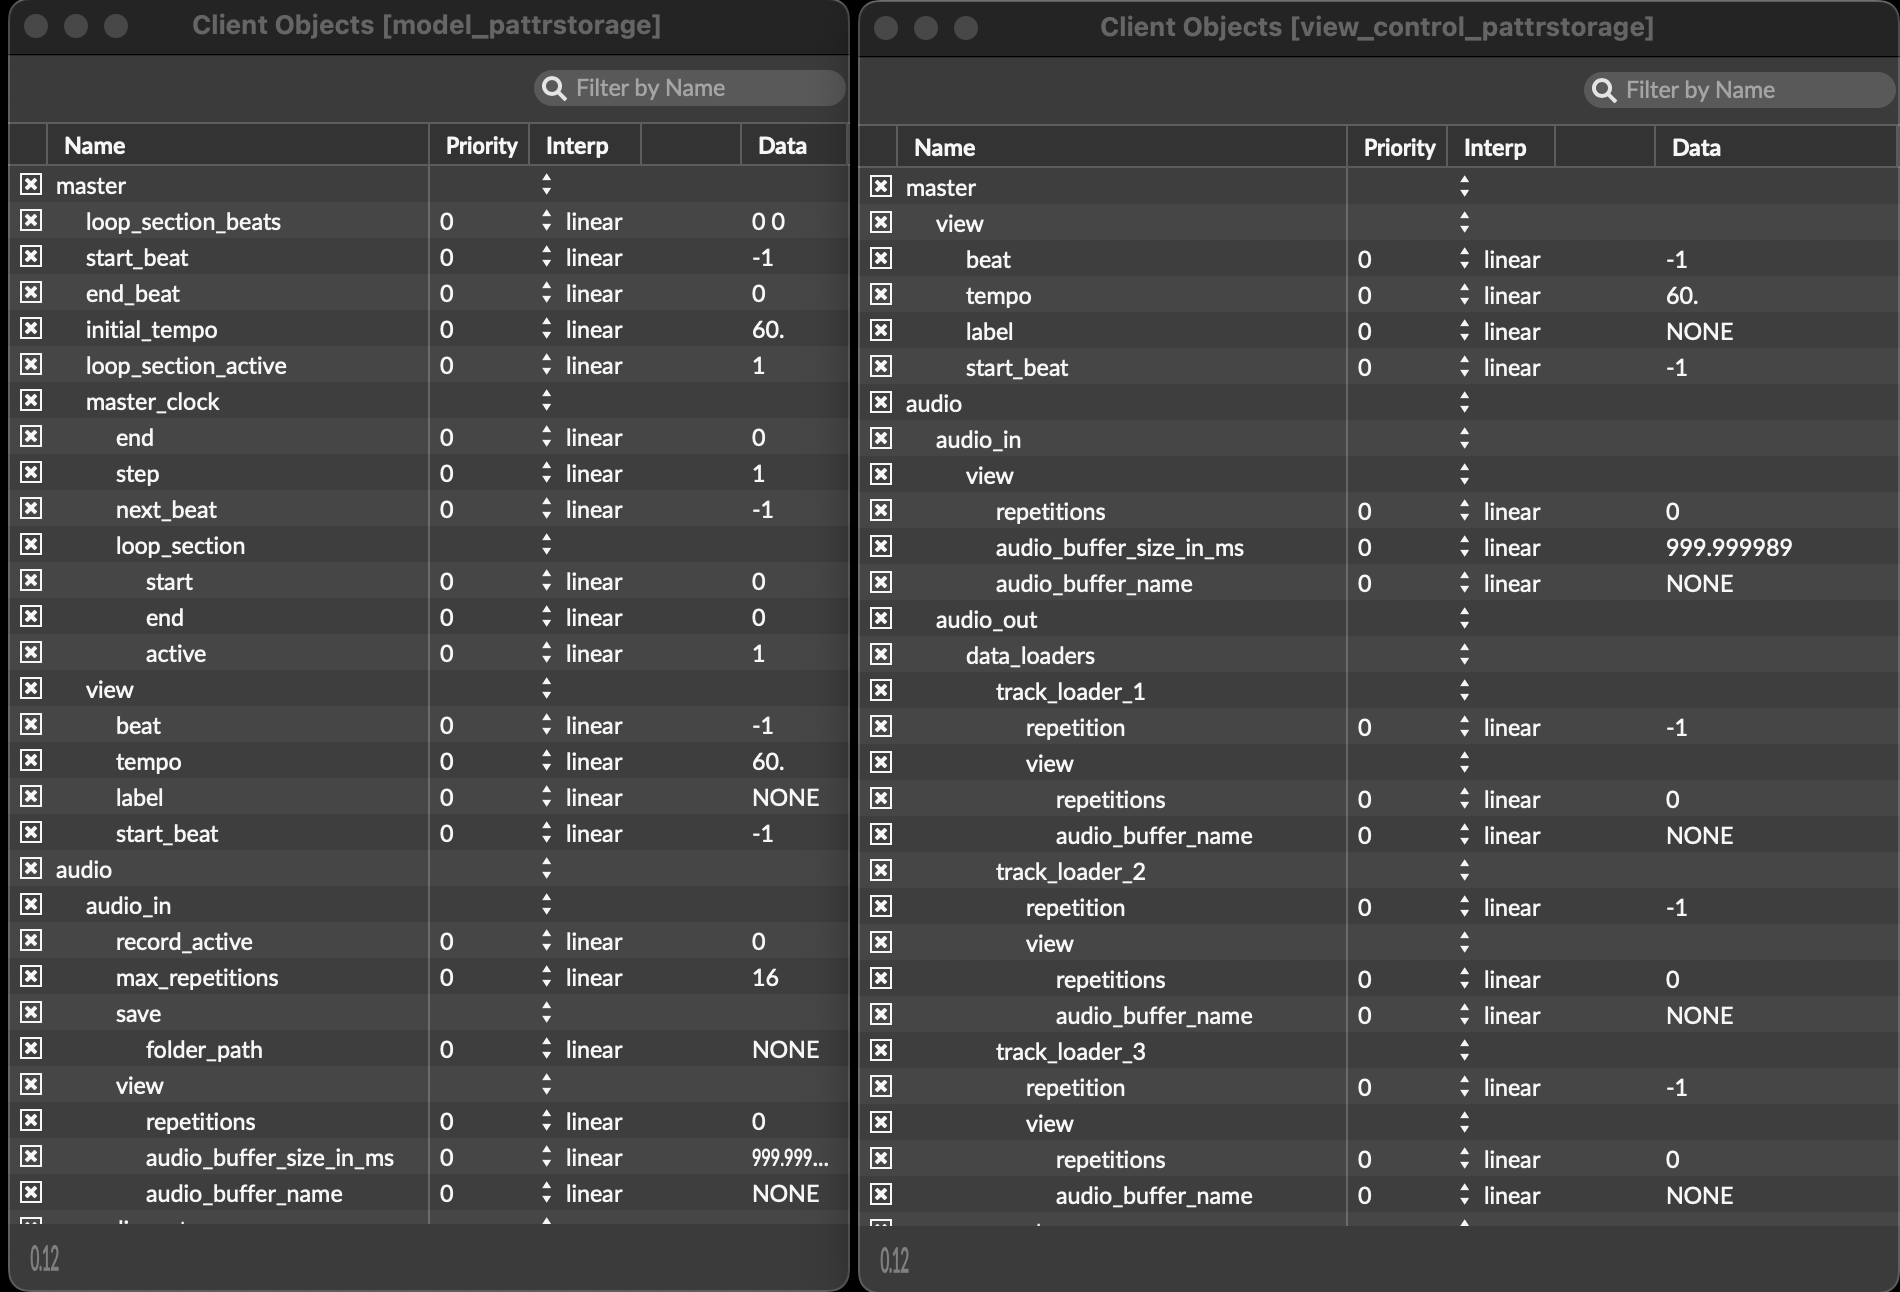 Client Objects [model_pattrstorage]
Filter by Name
Name Priority Interp Data
master
loop_section_beats 0 linear 0 0
start_beat 0 linear -1
end_beat 0 linear 0
initial_tempo 0 linear 60.
loop_section_active 0 linear 1
master_clock
end 0 linear 0
step 0 linear 1
next_beat 0 linear -1
loop_section
start 0 linear 0
end 0 linear 0
active 0 linear 1
view
beat 0 linear -1
tempo 0 linear 60.
label 0 linear NONE
start_beat 0 linear -1
audio
audio_in
record_active 0 linear 0
max_repetitions 0 linear 16
save
folder_path 0 linear NONE
view
repetitions 0 linear 0
audio_buffer_size_in_ms 0 linear 999.999...
audio_buffer_name 0 linear NONE
0.12
Client Objects [view_control_pattrstorage]
Filter by Name
Name Priority Interp Data
master
view
beat 0 linear -1
tempo 0 linear 60.
label 0 linear NONE
start_beat 0 linear -1
audio
audio_in
view
repetitions 0 linear 0
audio_buffer_size_in_ms 0 linear 999.999989
audio_buffer_name 0 linear NONE
audio_out
data_loaders
track_loader_1
repetition 0 linear -1
view
repetitions 0 linear 0
audio_buffer_name 0 linear NONE
track_loader_2
repetition 0 linear -1
view
repetitions 0 linear 0
audio_buffer_name 0 linear NONE
track_loader_3
repetition 0 linear -1
view
repetitions 0 linear 0
audio_buffer_name 0 linear NONE
0.12